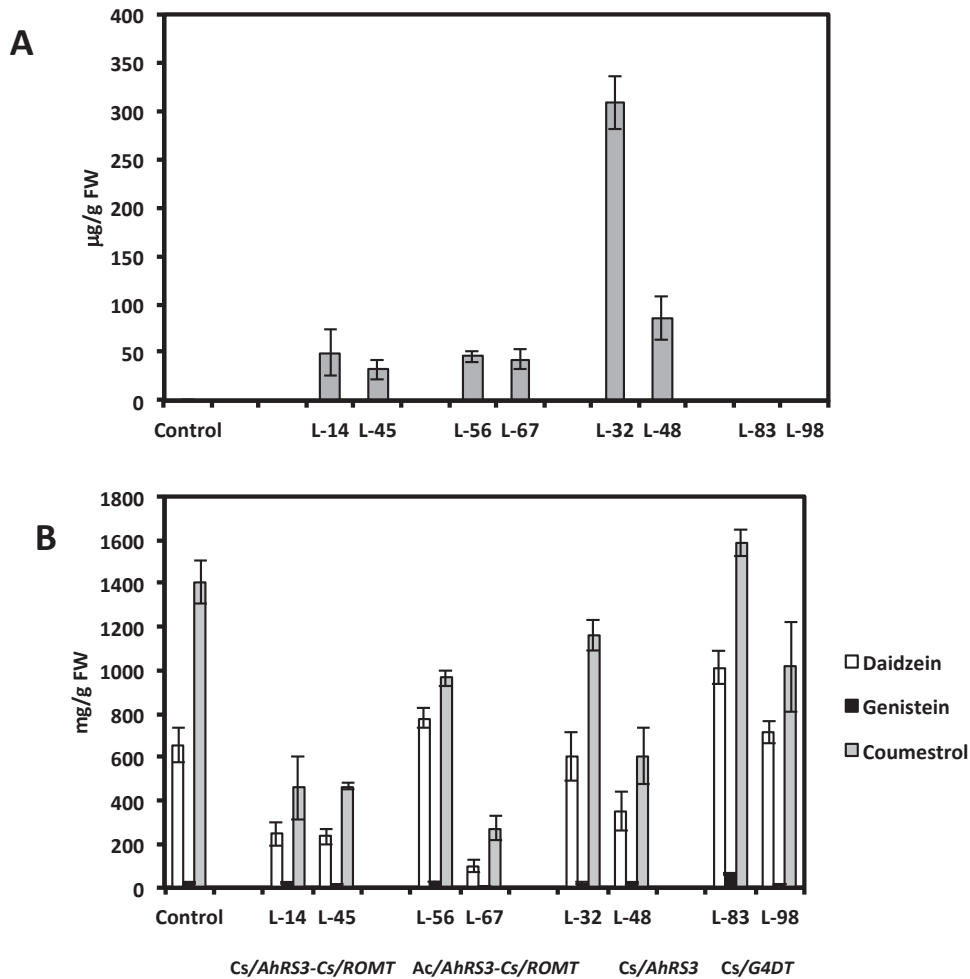 A
400
350
300
250
200
150
100
50
0
µg/g FW
Control L-14 L-45 L-56 L-67 L-32 L-48 L-83 L-98
B
1800
1600
1400
1200
1000
800
600
400
200
0
mg/g FW
Daidzein
Genistein
Coumestrol
Control L-14 L-45 L-56 L-67 L-32 L-48 L-83 L-98
Cs/AhRS3-Cs/ROMT Ac/AhRS3-Cs/ROMT Cs/AhRS3 Cs/G4DT